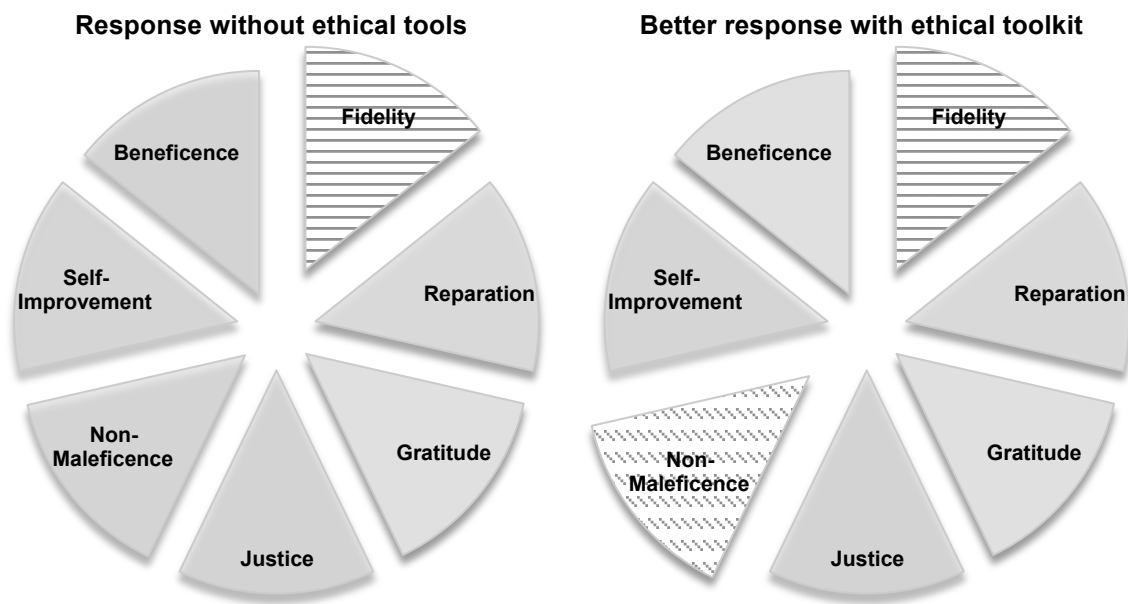 Response without ethical tools
Fidelity
Beneficence
Self-
Improvement
Reparation
Non-
Maleficence
Gratitude
Justice
Better response with ethical toolkit
Fidelity
Beneficence
Self-
Improvement
Reparation
Non-
Maleficence
Gratitude
Justice